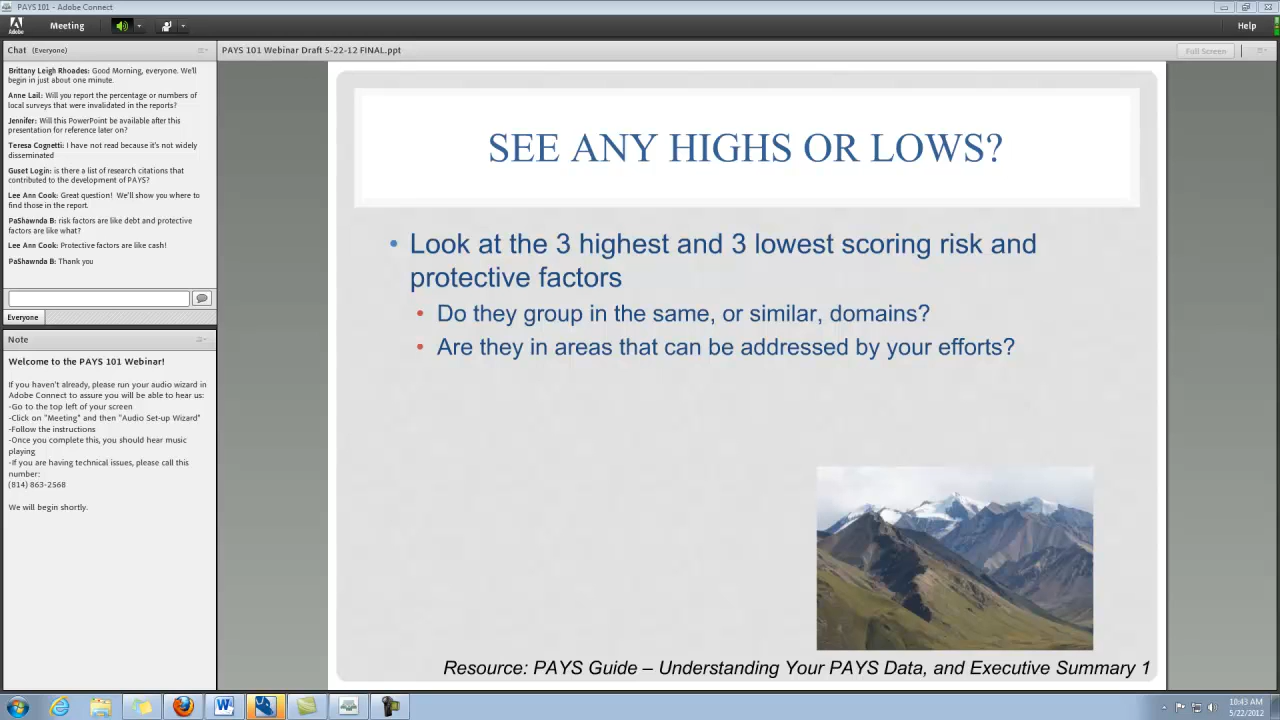 PAYS 101 - Adobe Connect
Adobe
Meeting
Help
Chat (Everyone)
PAYS 101 Webinar Draft 5-22-12 FINAL.ppt
Full Screen
Brittany Leigh Rhoades: Good Morning, everyone. We'll
begin in just about one minute.
Anne Lail: Will you report the percentage or numbers of
local surveys that were invalidated in the reports?
Jennifer: Will this PowerPoint be available after this
presentation for reference later on?
Teresa Cognetti: I have not read because it's not widely
disseminated
Guset Login: is there a list of research citations that
contributed to the development of PAYS?
Lee Ann Cook: Great question! We'll show you where to
find those in the report.
PaShawnda B: risk factors are like debt and protective
factors are like what?
Lee Ann Cook: Protective factors are like cash!
PaShawnda B: Thank you
Everyone
Note
Welcome to the PAYS 101 Webinar!
If you haven't already, please run your audio wizard in
Adobe Connect to assure you will be able to hear us:
-Go to the top left of your screen
-Click on "Meeting" and then "Audio Set-up Wizard"
-Follow the instructions
-Once you complete this, you should hear music
playing
-If you are having technical issues, please call this
number:
(814) 863-2568
We will begin shortly.
SEE ANY HIGHS OR LOWS?
• Look at the 3 highest and 3 lowest scoring risk and
protective factors
• Do they group in the same, or similar, domains?
• Are they in areas that can be addressed by your efforts?
Resource: PAYS Guide – Understanding Your PAYS Data, and Executive Summary 1
10:43 AM
5/22/2012